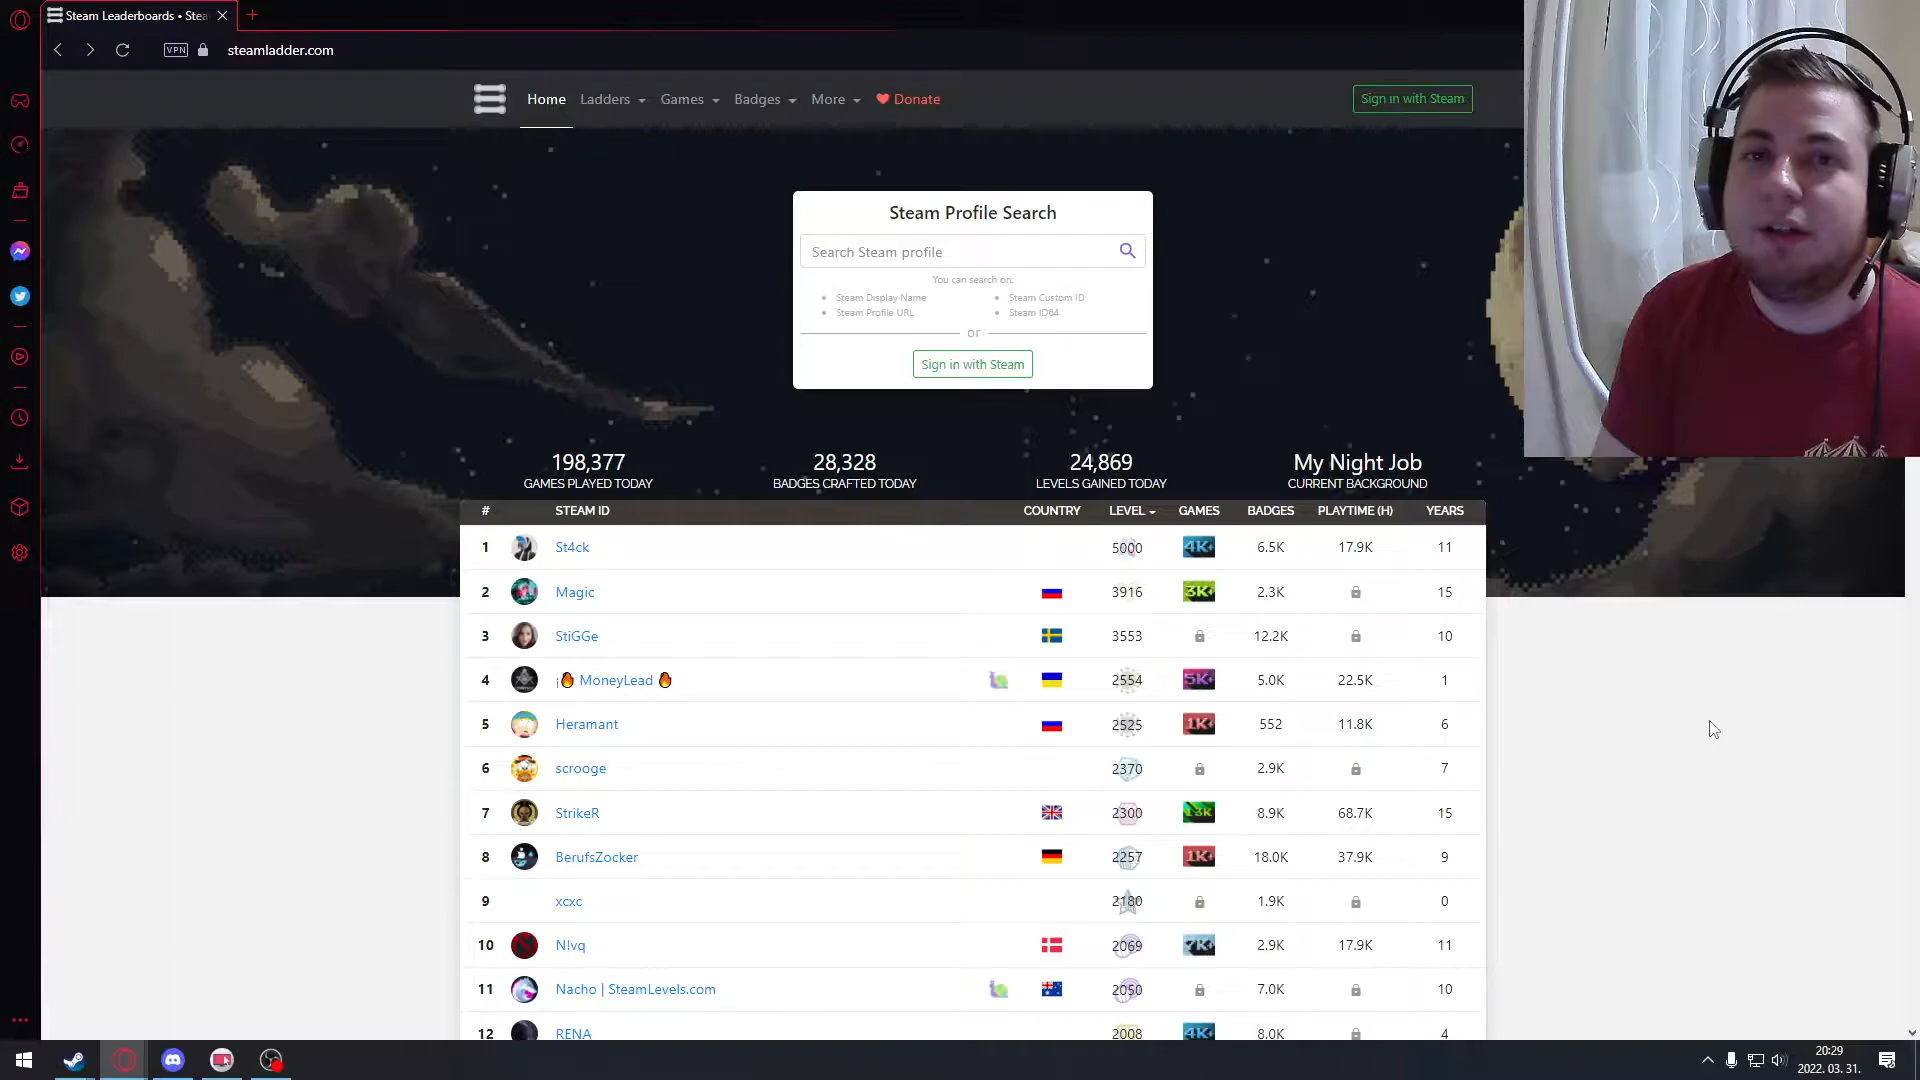 Steam Leaderboards • Stea
VPN steamladder.com
Home Ladders Games Badges More Donate Sign in with Steam
Steam Profile Search
Search Steam profile
You can search on:
Steam Display Name Steam Custom ID
Steam Profile URL Steam ID64
or
Sign in with Steam
198,377 28,328 24,869 My Night Job
GAMES PLAYED TODAY BADGES CRAFTED TODAY LEVELS GAINED TODAY CURRENT BACKGROUND
# STEAM ID COUNTRY LEVEL GAMES BADGES PLAYTIME (H) YEARS
1 St4ck 5000 4K+ 6.5K 17.9K 11
2 Magic 3916 3K+ 2.3K 15
3 StiGGe 3553 12.2K 10
4 ¡🔥 MoneyLead 🔥 2554 5K+ 5.0K 22.5K 1
5 Heramant 2525 1K+ 552 11.8K 6
6 scrooge 2370 2.9K 7
7 StrikeR 2300 13K 8.9K 68.7K 15
8 BerufsZocker 2257 1K+ 18.0K 37.9K 9
9 xcxc 2180 1.9K 0
10 N!vq 2069 7K+ 2.9K 17.9K 11
11 Nacho | SteamLevels.com 2050 7.0K 10
12 RENA 2008 4K+ 8.0K 4
20:29
2022. 03. 31.